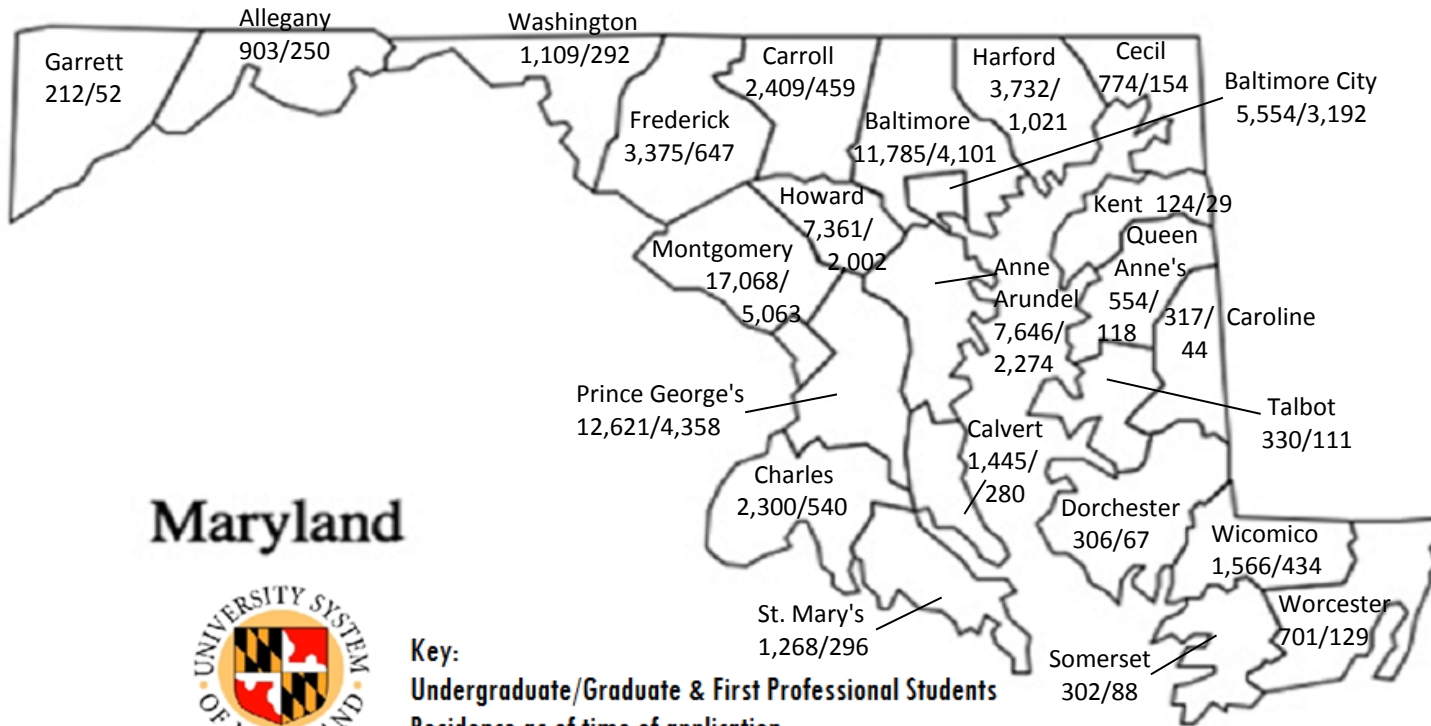 Allegany
903/250
Washington
1,109/292
Garrett
212/52
Carroll
2,409/459
Harford
3,732/
1,021
Cecil
774/154
Baltimore City
5,554/3,192
Frederick
3,375/647
Baltimore
11,785/4,101
Howard
7,361/
2,002
Kent 124/29
Queen
Anne's
554/
118
Montgomery
17,068/
5,063
Anne
Arundel
7,646/
2,274
317/
44
Caroline
Prince George's
12,621/4,358
Talbot
330/111
Calvert
1,445/
280
Charles
2,300/540
Dorchester
306/67
Wicomico
1,566/434
Maryland
St. Mary's
1,268/296
Worcester
701/129
Somerset
302/88
UNIVERSITY SYSTEM
Key:
Undergraduate/Graduate & First Professional Students
Residence as of time of application